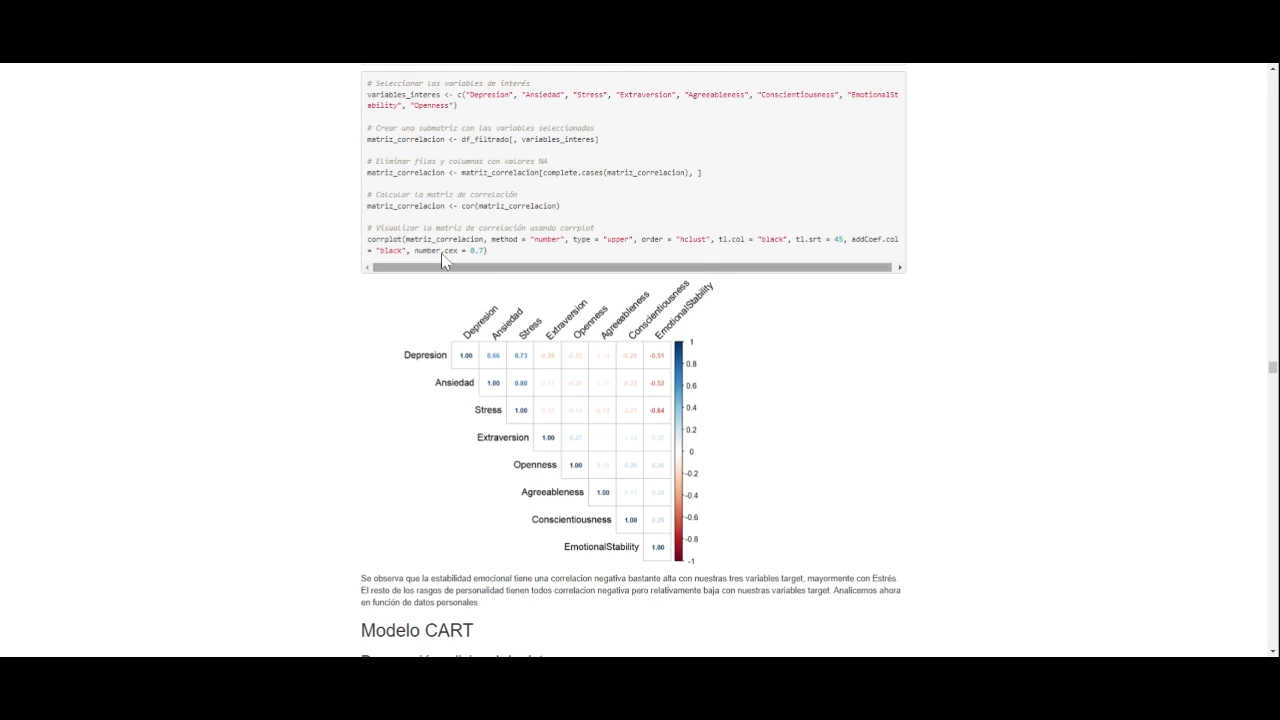 # Seleccionar las variables de interés
variables_interes <- c("Depresion", "Ansiedad", "Stress", "Extraversion", "Agreeableness", "Conscientiousness", "EmotionalSt
ability", "Openness")
# Crear una submatriz con las variables seleccionadas
matriz_correlacion <- df_filtrado[, variables_interes]
# Eliminar filas y columnas con valores NA
matriz_correlacion <- matriz_correlacion[complete.cases(matriz_correlacion), ]
# Calcular la matriz de correlación
matriz_correlacion <- cor(matriz_correlacion)
# Visualizar la matriz de correlación usando corrplot
corrplot(matriz_correlacion, method = "number", type = "upper", order = "hclust", tl.col = "black", tl.srt = 45, addCoef.col
= "black", number.cex = 0.7)
Depresion Ansiedad Stress Extraversion Openness Agreeableness Conscientiousness EmotionalStability
Depresion 1.00 0.66 0.73 -0.51
Ansiedad 1.00 0.80 -0.52
Stress 1.00 -0.64
Extraversion 1.00 0.27
Openness 1.00
Agreeableness 1.00
Conscientiousness 1.00
EmotionalStability 1.00
1
0.8
0.6
0.4
0.2
0
-0.2
-0.4
-0.6
-0.8
-1
Se observa que la estabilidad emocional tiene una correlacion negativa bastante alta con nuestras tres variables target, mayormente con Estrés.
El resto de los rasgos de personalidad tienen todos correlacion negativa pero relativamente baja con nuestras variables target. Analicemos ahora
en función de datos personales.
Modelo CART